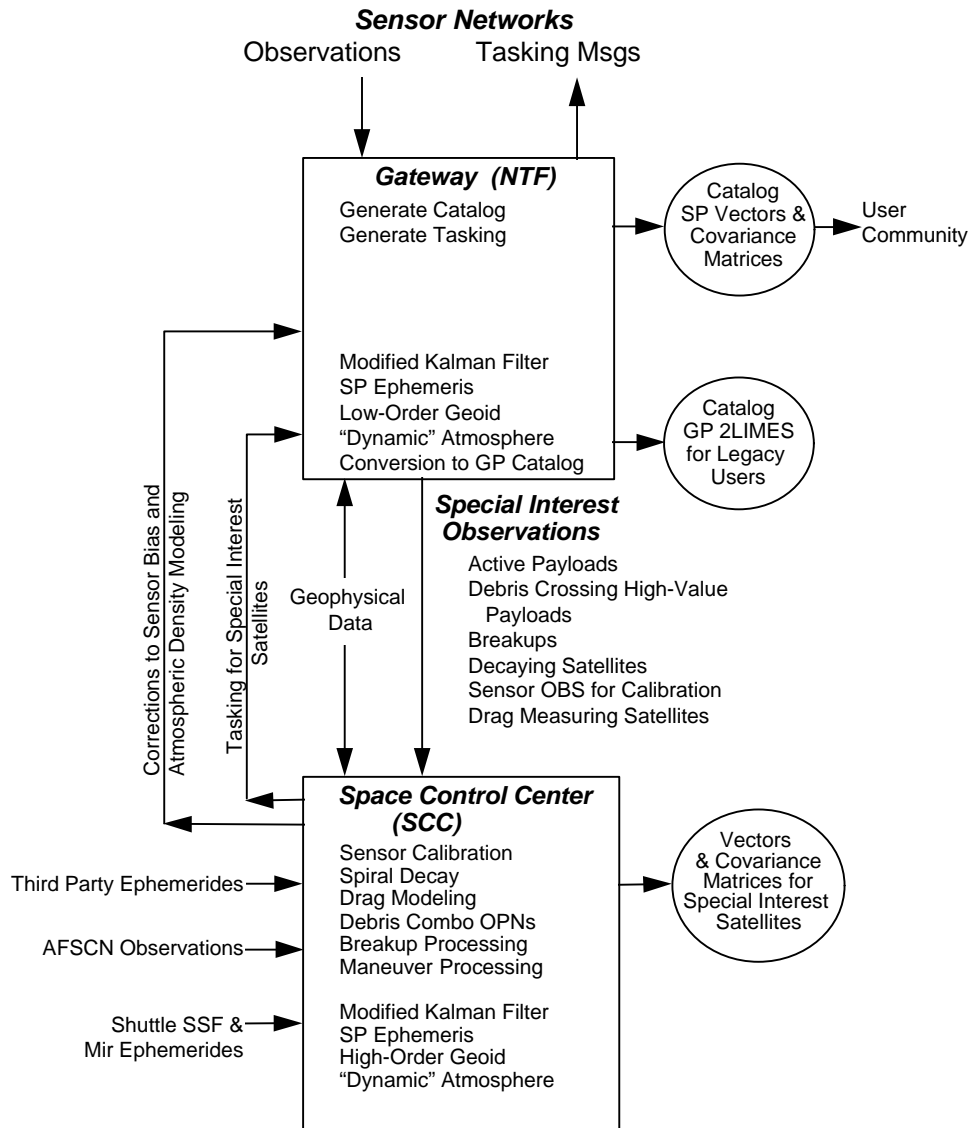 Sensor Networks
Observations
Tasking Msgs
Gateway (NTF)
Generate Catalog
Generate Tasking
Modified Kalman Filter
SP Ephemeris
Low-Order Geoid
“Dynamic” Atmosphere
Conversion to GP Catalog
Catalog
SP Vectors &
Covariance
Matrices
User
Community
Catalog
GP 2LIMES
for Legacy
Users
Corrections to Sensor Bias and
Atmospheric Density Modeling
Tasking for Special Interest
Satellites
Geophysical
Data
Special Interest
Observations
Active Payloads
Debris Crossing High-Value
Payloads
Breakups
Decaying Satellites
Sensor OBS for Calibration
Drag Measuring Satellites
Space Control Center
(SCC)
Sensor Calibration
Spiral Decay
Drag Modeling
Debris Combo OPNs
Breakup Processing
Maneuver Processing
Modified Kalman Filter
SP Ephemeris
High-Order Geoid
“Dynamic” Atmosphere
Third Party Ephemerides
AFSCN Observations
Shuttle SSF &
Mir Ephemerides
Vectors
& Covariance
Matrices for
Special Interest
Satellites